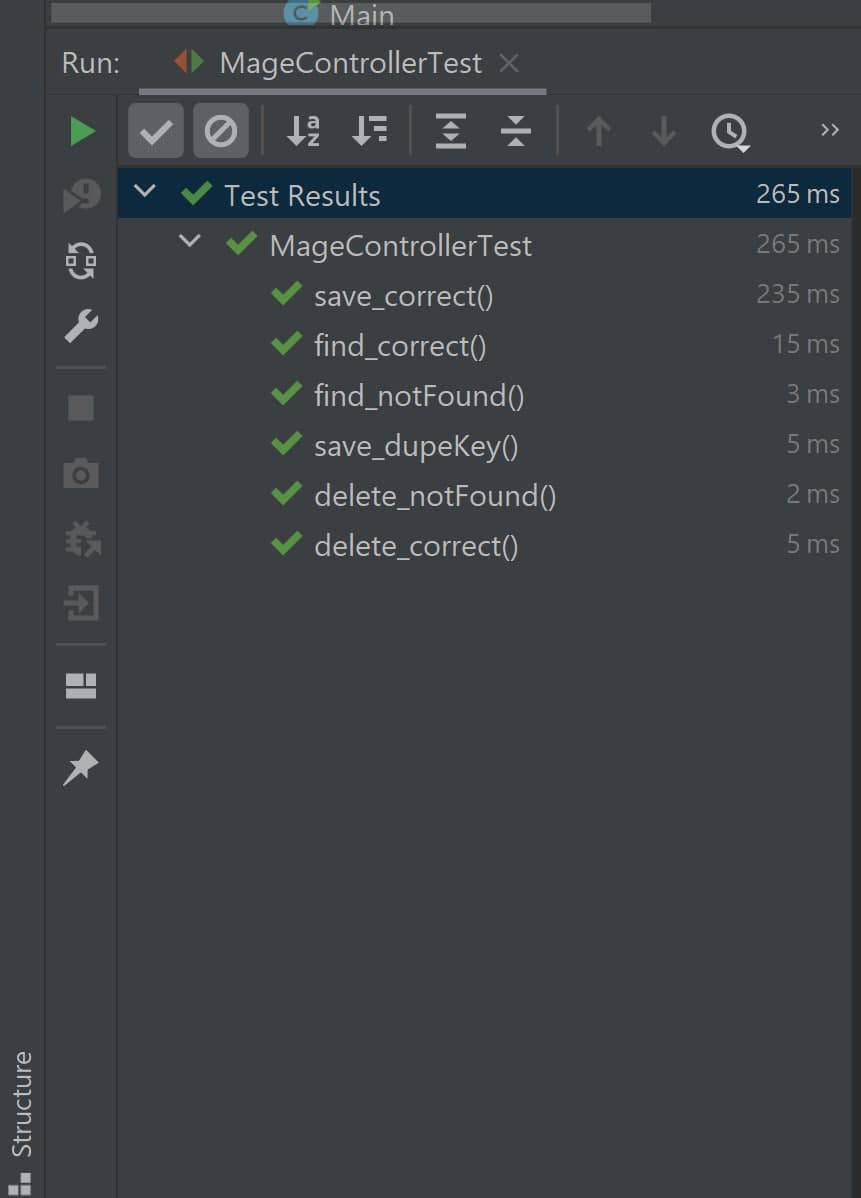 Main
Run: MageControllerTest
Test Results 265 ms
MageControllerTest 265 ms
save_correct() 235 ms
find_correct() 15 ms
find_notFound() 3 ms
save_dupeKey() 5 ms
delete_notFound() 2 ms
delete_correct() 5 ms
Structure